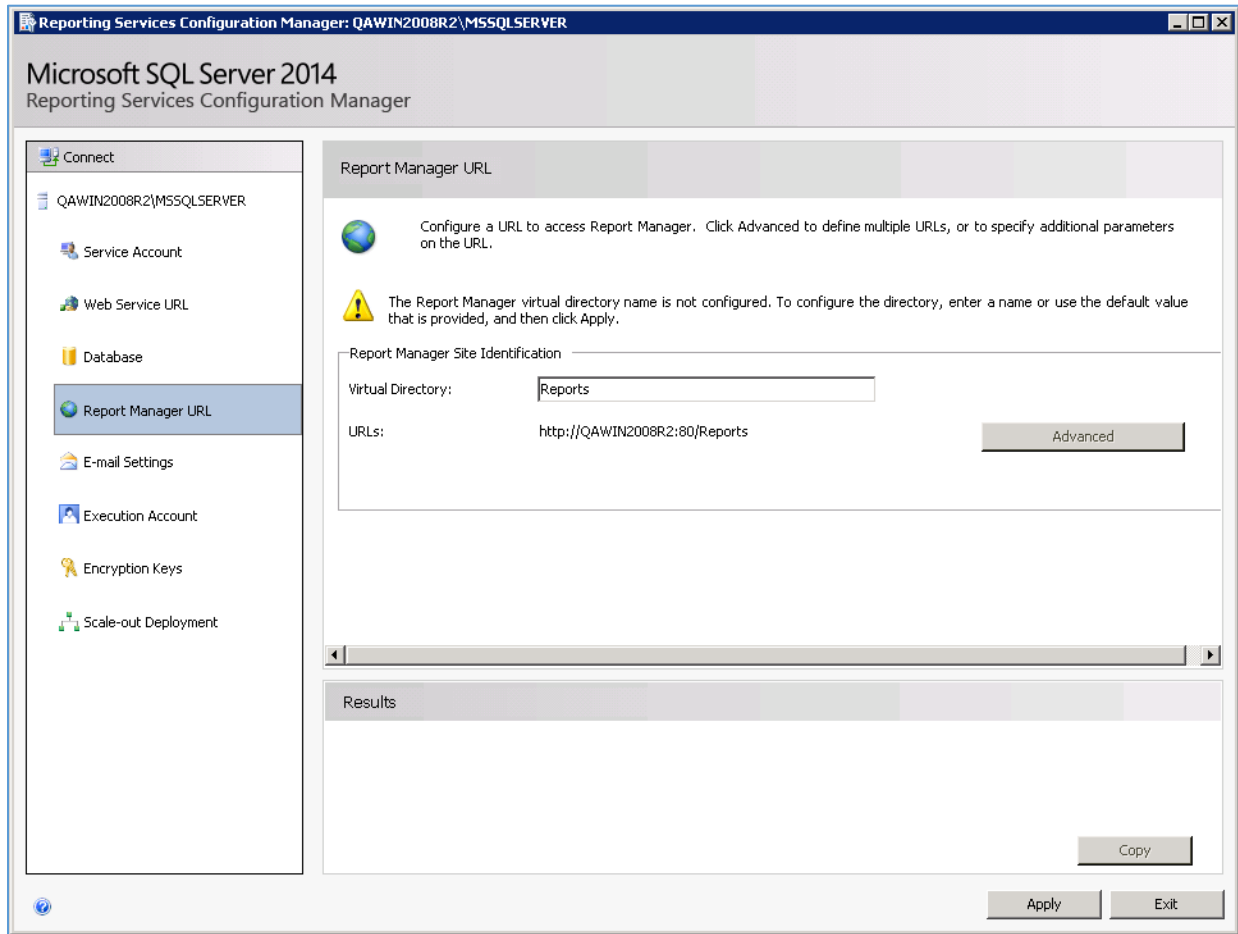 Reporting Services Configuration Manager: QAWIN2008R2\MSSQLSERVER
Microsoft SQL Server 2014
Reporting Services Configuration Manager
Connect
QAWIN2008R2\MSSQLSERVER
Service Account
Web Service URL
Database
Report Manager URL
E-mail Settings
Execution Account
Encryption Keys
Scale-out Deployment
Report Manager URL
Configure a URL to access Report Manager. Click Advanced to define multiple URLs, or to specify additional parameters
on the URL.
The Report Manager virtual directory name is not configured. To configure the directory, enter a name or use the default value
that is provided, and then click Apply.
Report Manager Site Identification
Virtual Directory: Reports
URLs: http://QAWIN2008R2:80/Reports
Advanced
Results
Copy
Apply Exit